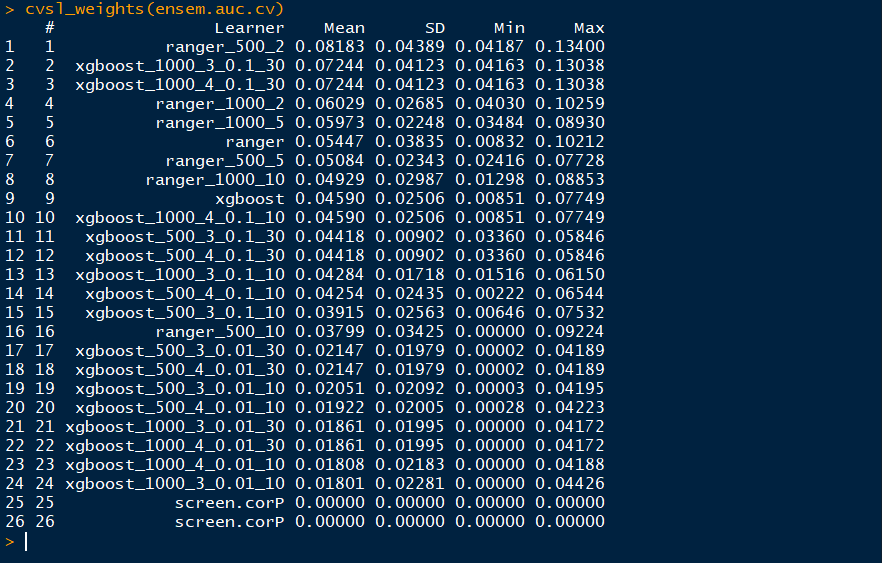 > cvsl_weights(ensem.auc.cv)
    #                Learner    Mean      SD     Min     Max
1   1           ranger_500_2 0.08183 0.04389 0.04187 0.13400
2   2  xgboost_1000_3_0.1_30 0.07244 0.04123 0.04163 0.13038
3   3  xgboost_1000_4_0.1_30 0.07244 0.04123 0.04163 0.13038
4   4          ranger_1000_2 0.06029 0.02685 0.04030 0.10259
5   5          ranger_1000_5 0.05973 0.02248 0.03484 0.08930
6   6                 ranger 0.05447 0.03835 0.00832 0.10212
7   7           ranger_500_5 0.05084 0.02343 0.02416 0.07728
8   8         ranger_1000_10 0.04929 0.02987 0.01298 0.08853
9   9                xgboost 0.04590 0.02506 0.00851 0.07749
10 10  xgboost_1000_4_0.1_10 0.04590 0.02506 0.00851 0.07749
11 11   xgboost_500_3_0.1_30 0.04418 0.00902 0.03360 0.05846
12 12   xgboost_500_4_0.1_30 0.04418 0.00902 0.03360 0.05846
13 13  xgboost_1000_3_0.1_10 0.04284 0.01718 0.01516 0.06150
14 14   xgboost_500_4_0.1_10 0.04254 0.02435 0.00222 0.06544
15 15   xgboost_500_3_0.1_10 0.03915 0.02563 0.00646 0.07532
16 16          ranger_500_10 0.03799 0.03425 0.00000 0.09224
17 17  xgboost_500_3_0.01_30 0.02147 0.01979 0.00002 0.04189
18 18  xgboost_500_4_0.01_30 0.02147 0.01979 0.00002 0.04189
19 19  xgboost_500_3_0.01_10 0.02051 0.02092 0.00003 0.04195
20 20  xgboost_500_4_0.01_10 0.01922 0.02005 0.00028 0.04223
21 21 xgboost_1000_3_0.01_30 0.01861 0.01995 0.00000 0.04172
22 22 xgboost_1000_4_0.01_30 0.01861 0.01995 0.00000 0.04172
23 23 xgboost_1000_4_0.01_10 0.01808 0.02183 0.00000 0.04188
24 24 xgboost_1000_3_0.01_10 0.01801 0.02281 0.00000 0.04426
25 25            screen.corP 0.00000 0.00000 0.00000 0.00000
26 26            screen.corP 0.00000 0.00000 0.00000 0.00000
>